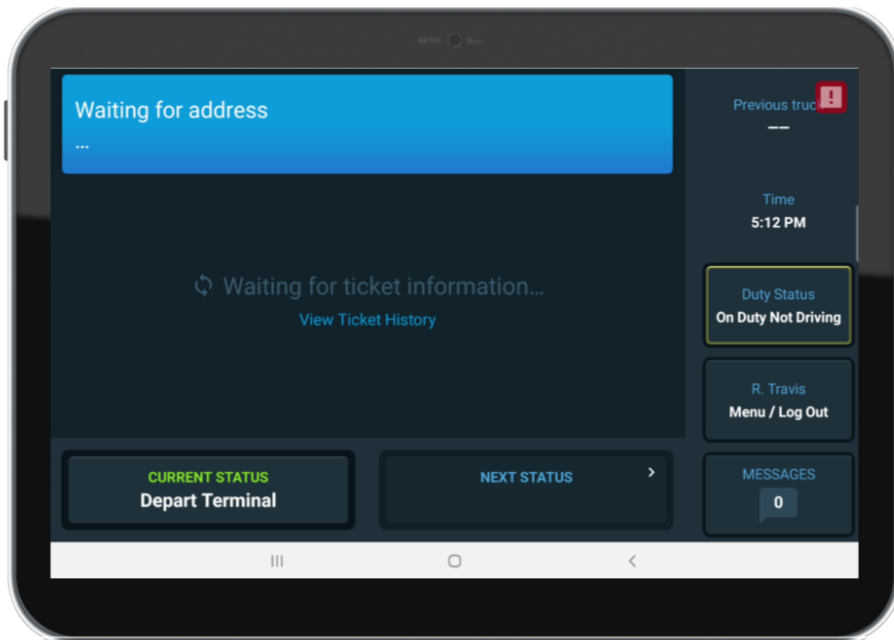 Waiting for address
...
Previous truc
--
!
Time
5:12 PM
Waiting for ticket information...
View Ticket History
Duty Status
On Duty Not Driving
R. Travis
Menu / Log Out
CURRENT STATUS
Depart Terminal
NEXT STATUS
MESSAGES
0